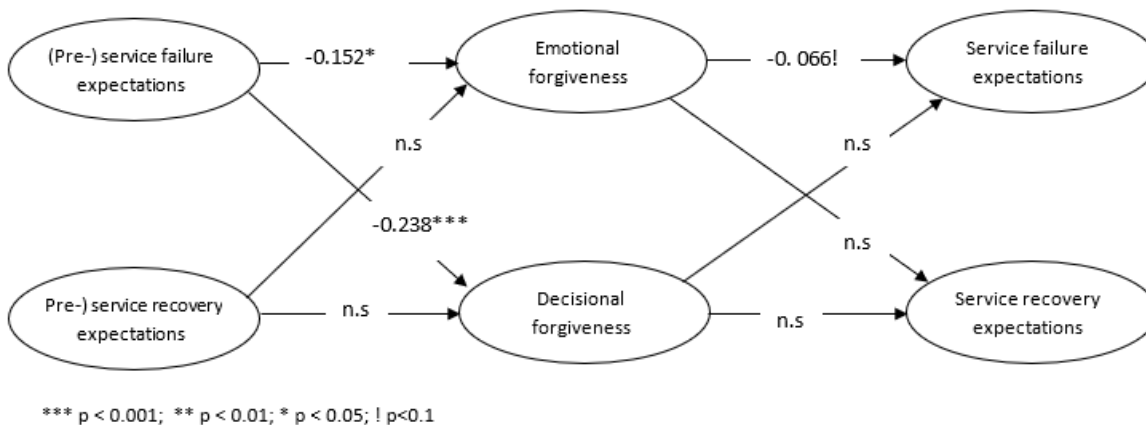 (Pre-) service failure
expectations
-0.152*
Emotional
forgiveness
-0. 066!
Service failure
expectations
n.s
n.s
-0.238***
n.s
Pre-) service recovery
expectations
n.s
Decisional
forgiveness
n.s
Service recovery
expectations
*** p < 0.001; ** p < 0.01; * p < 0.05; ! p<0.1